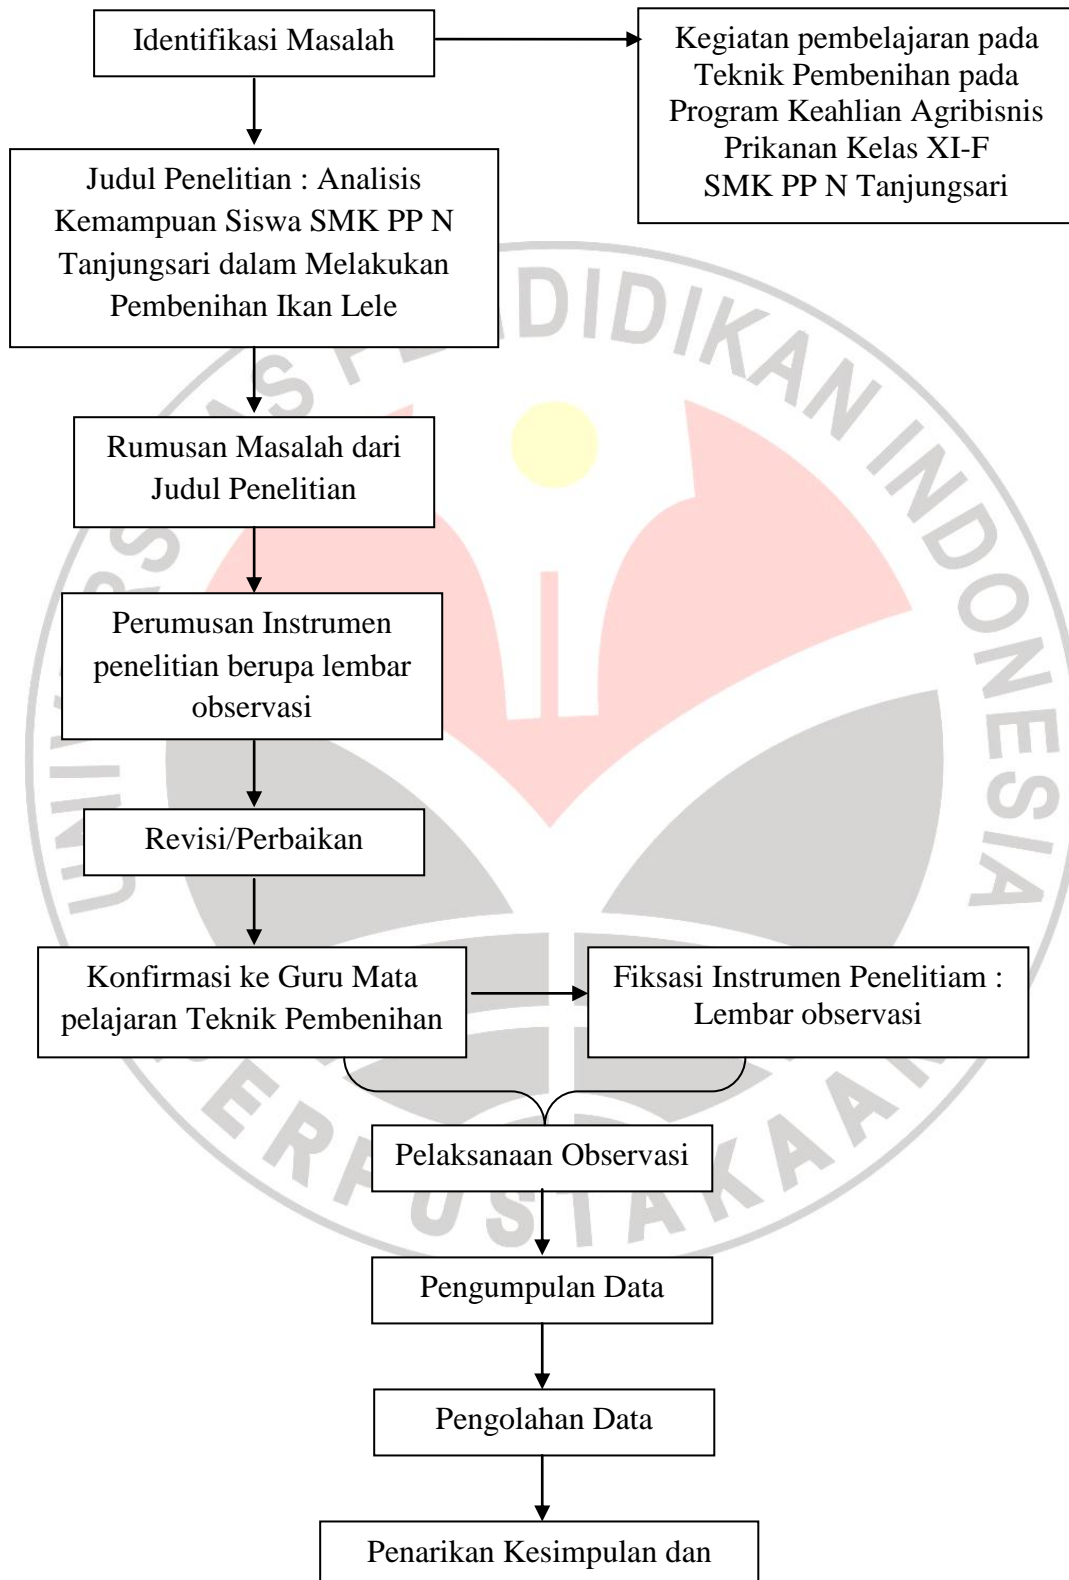 Identifikasi Masalah
Kegiatan pembelajaran pada
Teknik Pembenihan pada
Program Keahlian Agribisnis
Prikanan Kelas XI-F
SMK PP N Tanjungsari
Judul Penelitian : Analisis
Kemampuan Siswa SMK PP N
Tanjungsari dalam Melakukan
Pembenihan Ikan Lele
Rumusan Masalah dari
Judul Penelitian
Perumusan Instrumen
penelitian berupa lembar
observasi
Revisi/Perbaikan
Konfirmasi ke Guru Mata
pelajaran Teknik Pembenihan
Fiksasi Instrumen Penelitiam :
Lembar observasi
Pelaksanaan Observasi
Pengumpulan Data
Pengolahan Data
Penarikan Kesimpulan dan
DIDIKAN INDONESIA
PERPUSTAKAAN